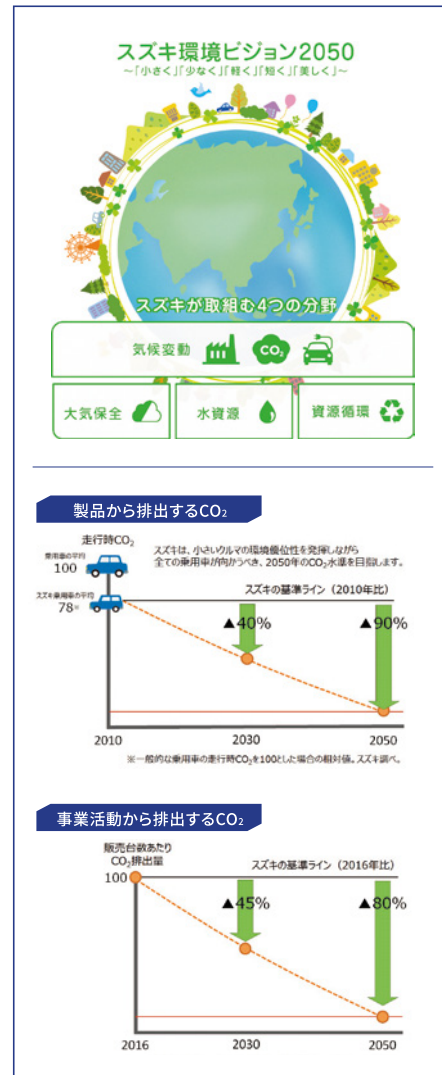 スズキ環境ビジョン2050
～「小さく」「少なく」「軽く」「短く」「美しく」～
スズキが取組む4つの分野
気候変動
CO₂
大気保全
水資源
資源循環
製品から排出するCO₂
走行時CO₂
乗用車の平均
100
スズキは、小さいクルマの環境優位性を発揮しながら
全ての乗用車が向かうべき、2050年のCO₂水準を目指します。
スズキ乗用車の平均
78※
スズキの基準ライン（2010年比）
▲40%
▲90%
2010
2030
2050
※一般的な乗用車の走行時CO₂を100とした場合の相対値。スズキ調べ。
事業活動から排出するCO₂
販売台数あたり
CO₂排出量
100
スズキの基準ライン（2016年比）
▲45%
▲80%
2016
2030
2050